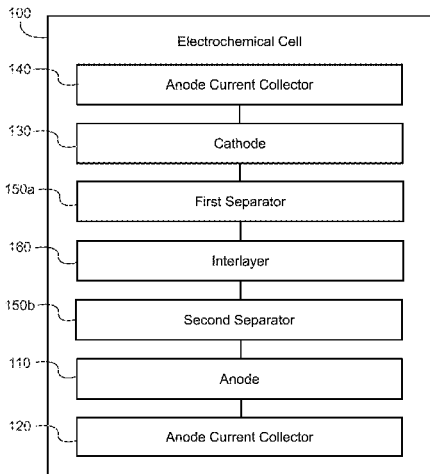 100
Electrochemical Cell
140
Anode Current Collector
130
Cathode
150a
First Separator
160
Interlayer
150b
Second Separator
110
Anode
120
Anode Current Collector